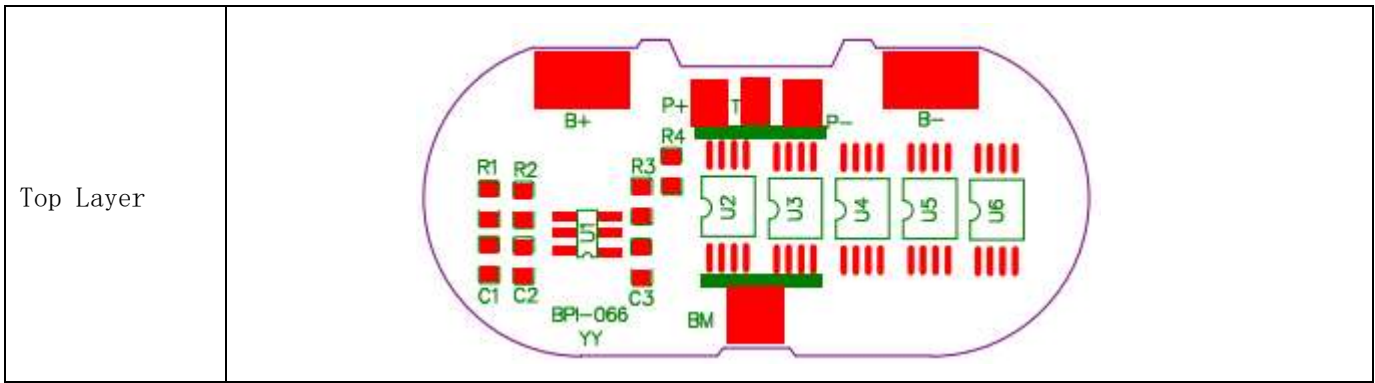 Top Layer
B+
P+
T
P-
B-
R1
R2
R3
R4
U1
U2
U3
U4
U5
U6
C1
C2
C3
BPI-066
YY
BM